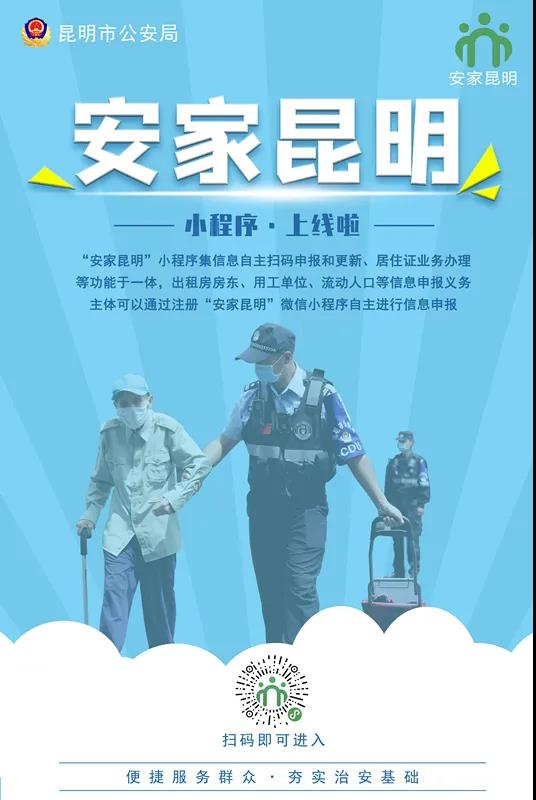 昆明市公安局
安家昆明
安家昆明
小程序·上线啦
“安家昆明”小程序集信息自主扫码申报和更新、居住证业务办理
等功能于一体，出租房房东、用工单位、流动人口等信息申报义务
主体可以通过注册“安家昆明”微信小程序自主进行信息申报
扫码即可进入
便捷服务群众·夯实治安基础